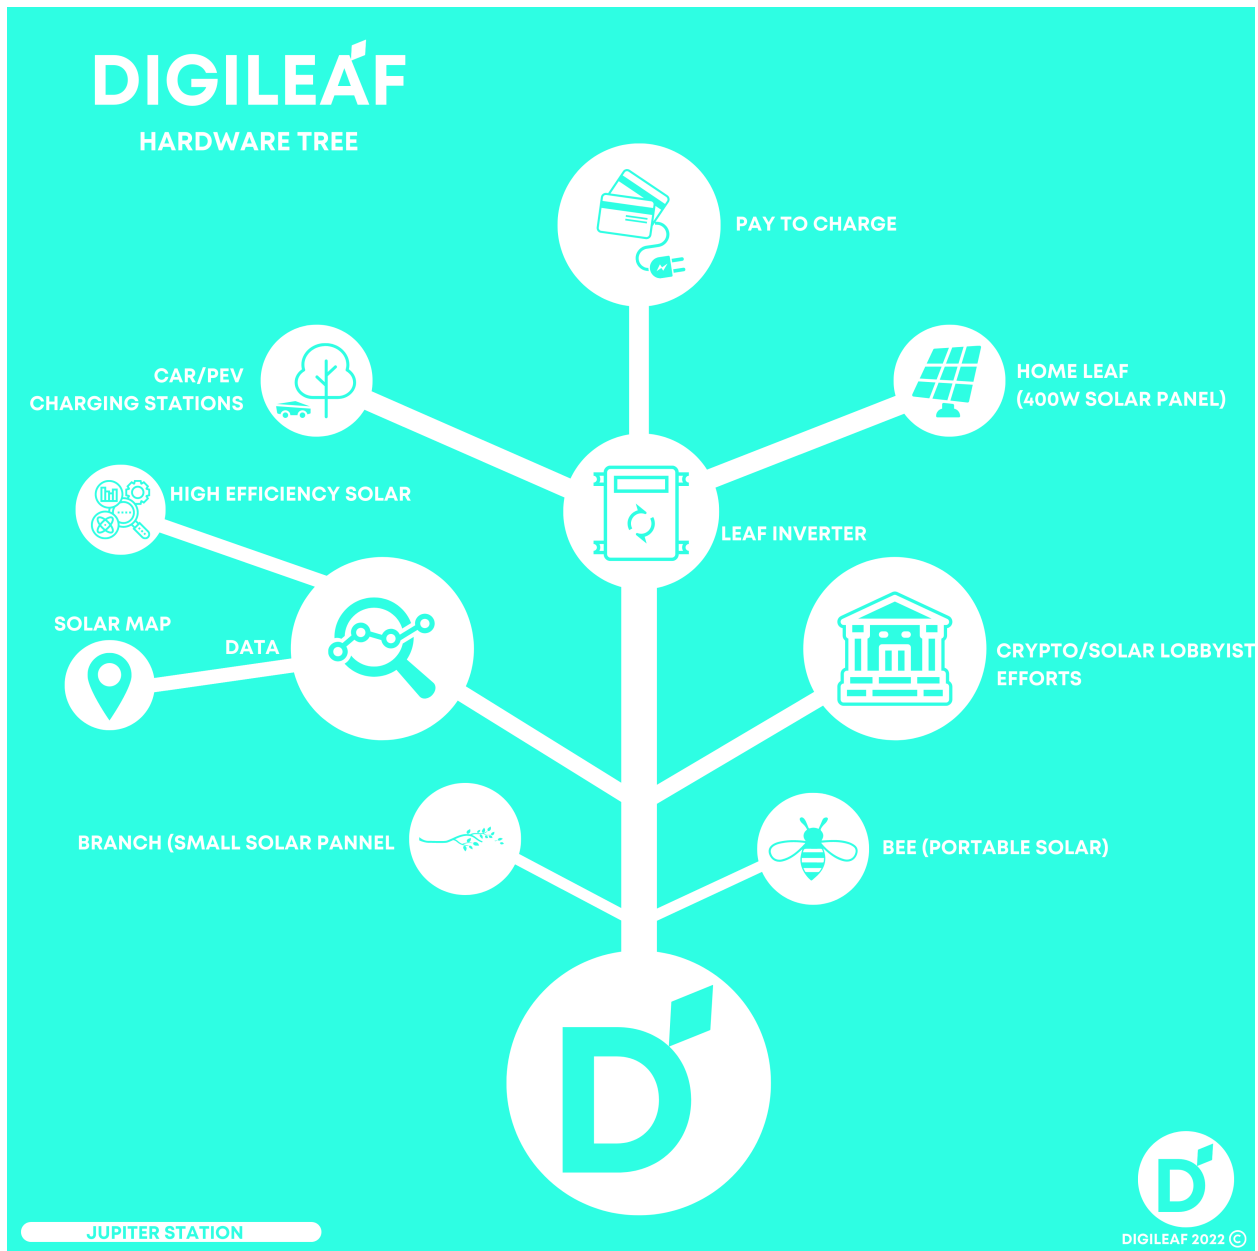 DIGILEAF
HARDWARE TREE
PAY TO CHARGE
CAR/PEV
CHARGING STATIONS
HOME LEAF
(400W SOLAR PANEL)
HIGH EFFICIENCY SOLAR
LEAF INVERTER
SOLAR MAP
DATA
CRYPTO/SOLAR LOBBYIST
EFFORTS
BRANCH (SMALL SOLAR PANNEL
BEE (PORTABLE SOLAR)
D
D
JUPITER STATION
DIGILEAF 2022 ©